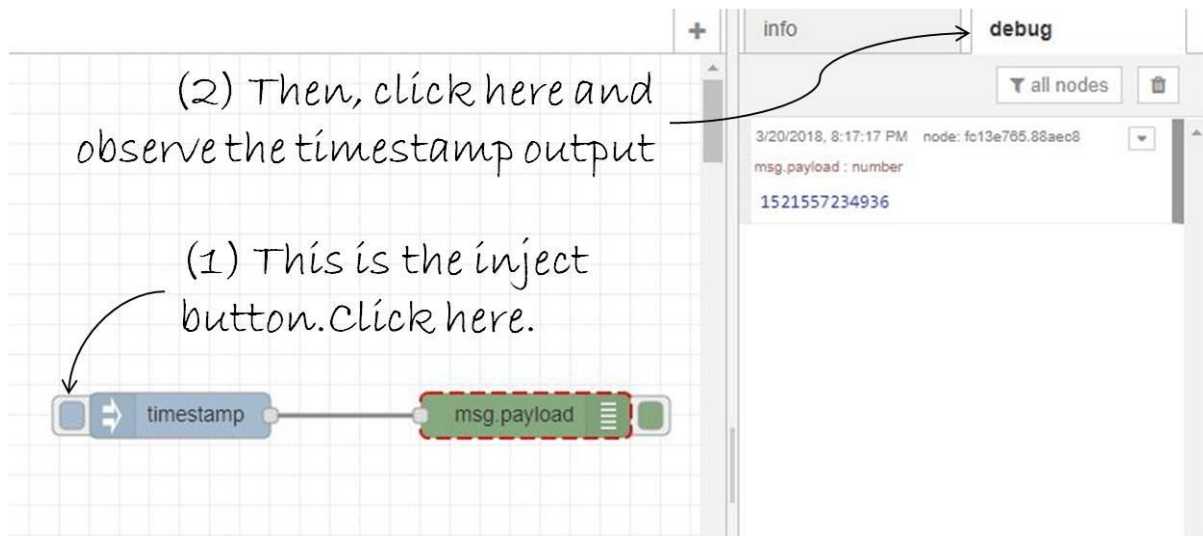 +
info
debug
all nodes
(2) Then, click here and
observe the timestamp output
3/20/2018, 8:17:17 PM node: fc13e765.88aec8
msg.payload : number
1521557234936
(1) This is the inject
button.Click here.
timestamp
msg.payload